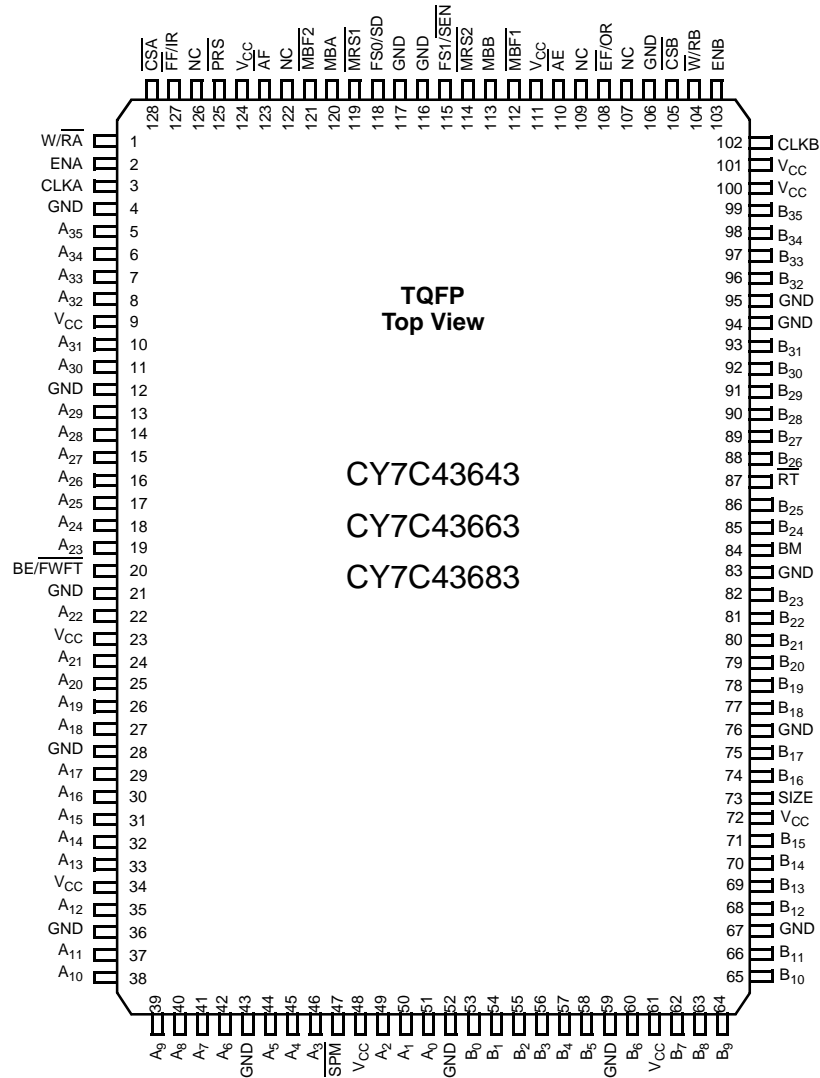 CSA FF/IR NC PRS VCC AF NC MBF2 MBA MRS1 FS0/SD GND GND FS1/SEN MRS2 MBB MBF1 VCC AE NC EF/OR NC GND CSB W/RB ENB
128 127 126 125 124 123 122 121 120 119 118 117 116 115 114 113 112 111 110 109 108 107 106 105 104 103
W/RA 1
ENA 2
CLKA 3
GND 4
A35 5
A34 6
A33 7
A32 8
VCC 9
A31 10
A30 11
GND 12
A29 13
A28 14
A27 15
A26 16
A25 17
A24 18
A23 19
BE/FWFT 20
GND 21
A22 22
VCC 23
A21 24
A20 25
A19 26
A18 27
GND 28
A17 29
A16 30
A15 31
A14 32
A13 33
VCC 34
A12 35
GND 36
A11 37
A10 38
TQFP
Top View
CY7C43643
CY7C43663
CY7C43683
102 CLKB
101 VCC
100 VCC
99 B35
98 B34
97 B33
96 B32
95 GND
94 GND
93 B31
92 B30
91 B29
90 B28
89 B27
88 B26
87 RT
86 B25
85 B24
84 BM
83 GND
82 B23
81 B22
80 B21
79 B20
78 B19
77 B18
76 GND
75 B17
74 B16
73 SIZE
72 VCC
71 B15
70 B14
69 B13
68 B12
67 GND
66 B11
65 B10
39 40 41 42 43 44 45 46 47 48 49 50 51 52 53 54 55 56 57 58 59 60 61 62 63 64
A9 A8 A7 A6 GND A5 A4 A3 SPM VCC A2 A1 A0 GND B0 B1 B2 B3 B4 B5 GND B6 VCC B7 B8 B9